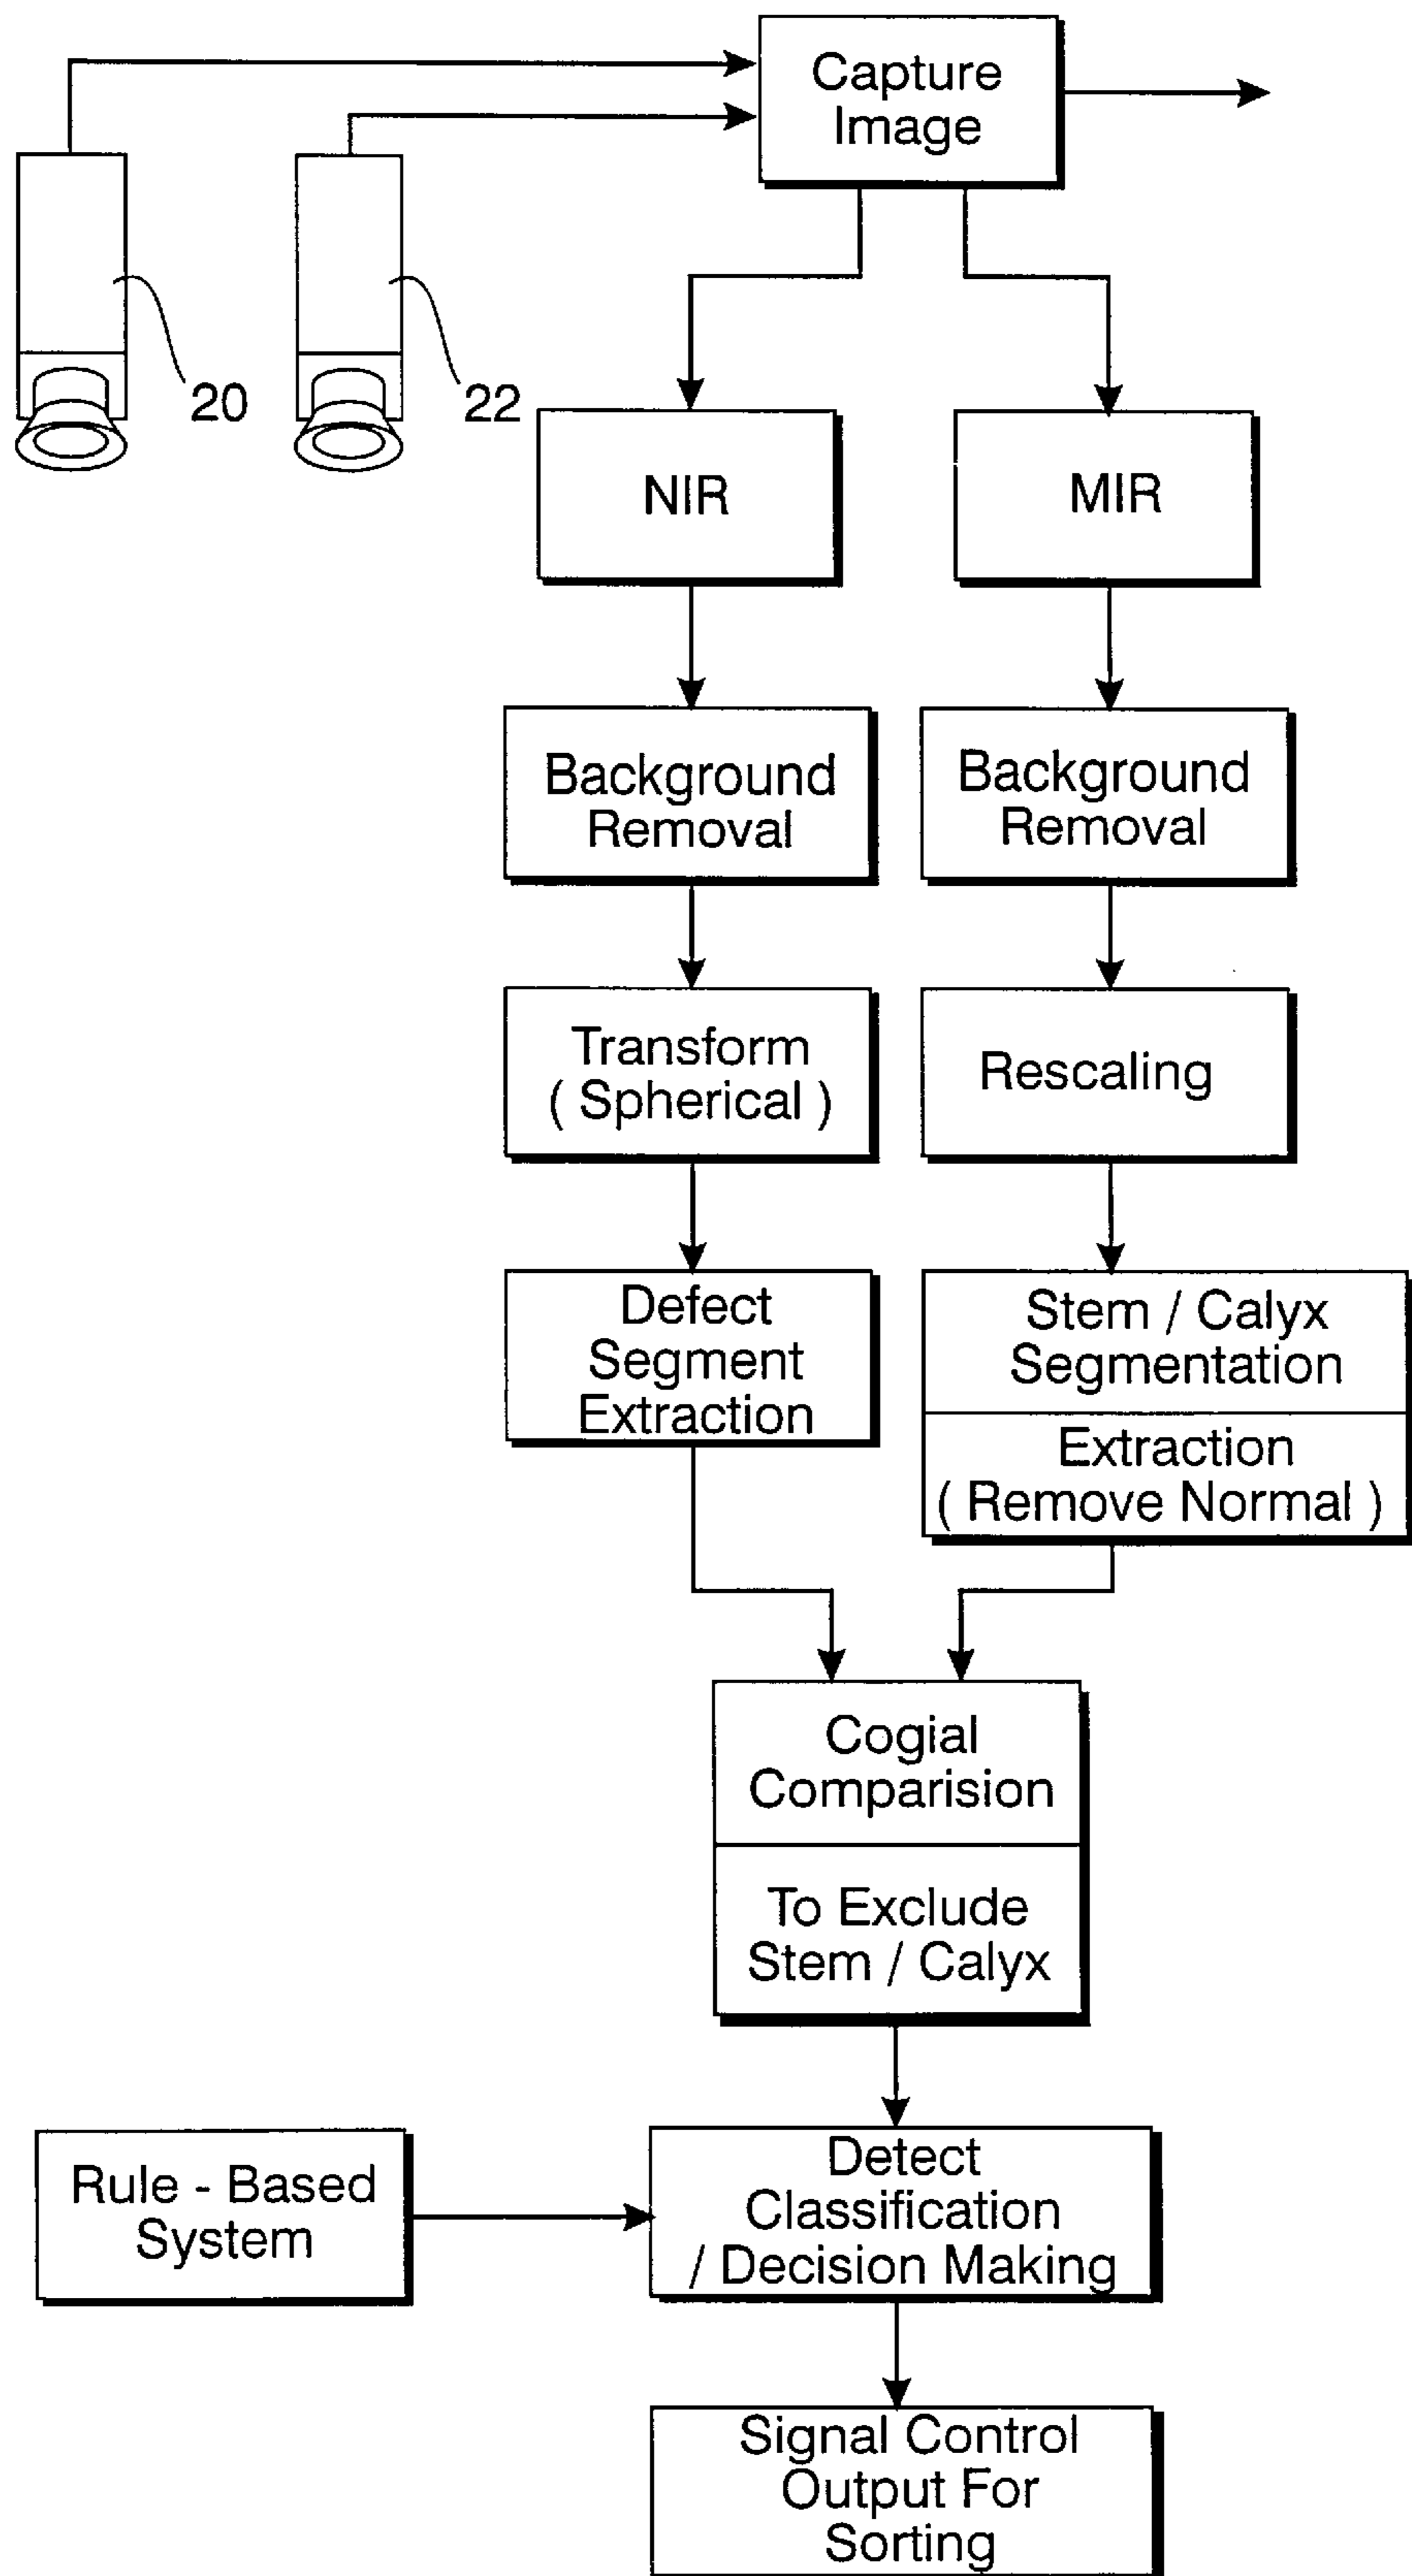 Capture
Image
20
22
NIR
MIR
Background
Removal
Background
Removal
Transform
( Spherical )
Rescaling
Defect
Segment
Extraction
Stem / Calyx
Segmentation
Extraction
( Remove Normal )
Cogial
Comparision
To Exclude
Stem / Calyx
Rule - Based
System
Detect
Classification
/ Decision Making
Signal Control
Output For
Sorting